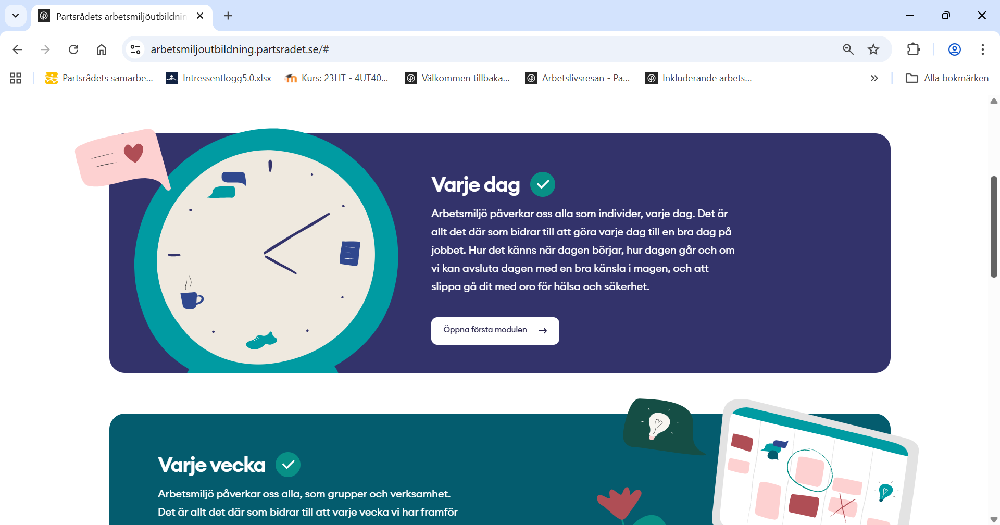 Partsrådets arbetsmiljöutbildnin
arbetsmiljoutbildning.partsradet.se/#
Partsrådets samarbe...
Intressentlogg5.0.xlsx
Kurs: 23HT - 4UT40...
Välkommen tillbaka...
Arbetslivsresan - Pa...
Inkluderande arbets...
Alla bokmärken
Varje dag
Arbetsmiljö påverkar oss alla som individer, varje dag. Det är
allt det där som bidrar till att göra varje dag till en bra dag på
jobbet. Hur det känns när dagen börjar, hur dagen går och om
vi kan avsluta dagen med en bra känsla i magen, och att
slippa gå dit med oro för hälsa och säkerhet.
Öppna första modulen
Varje vecka
Arbetsmiljö påverkar oss alla, som grupper och verksamhet.
Det är allt det där som bidrar till att varje vecka vi har framför